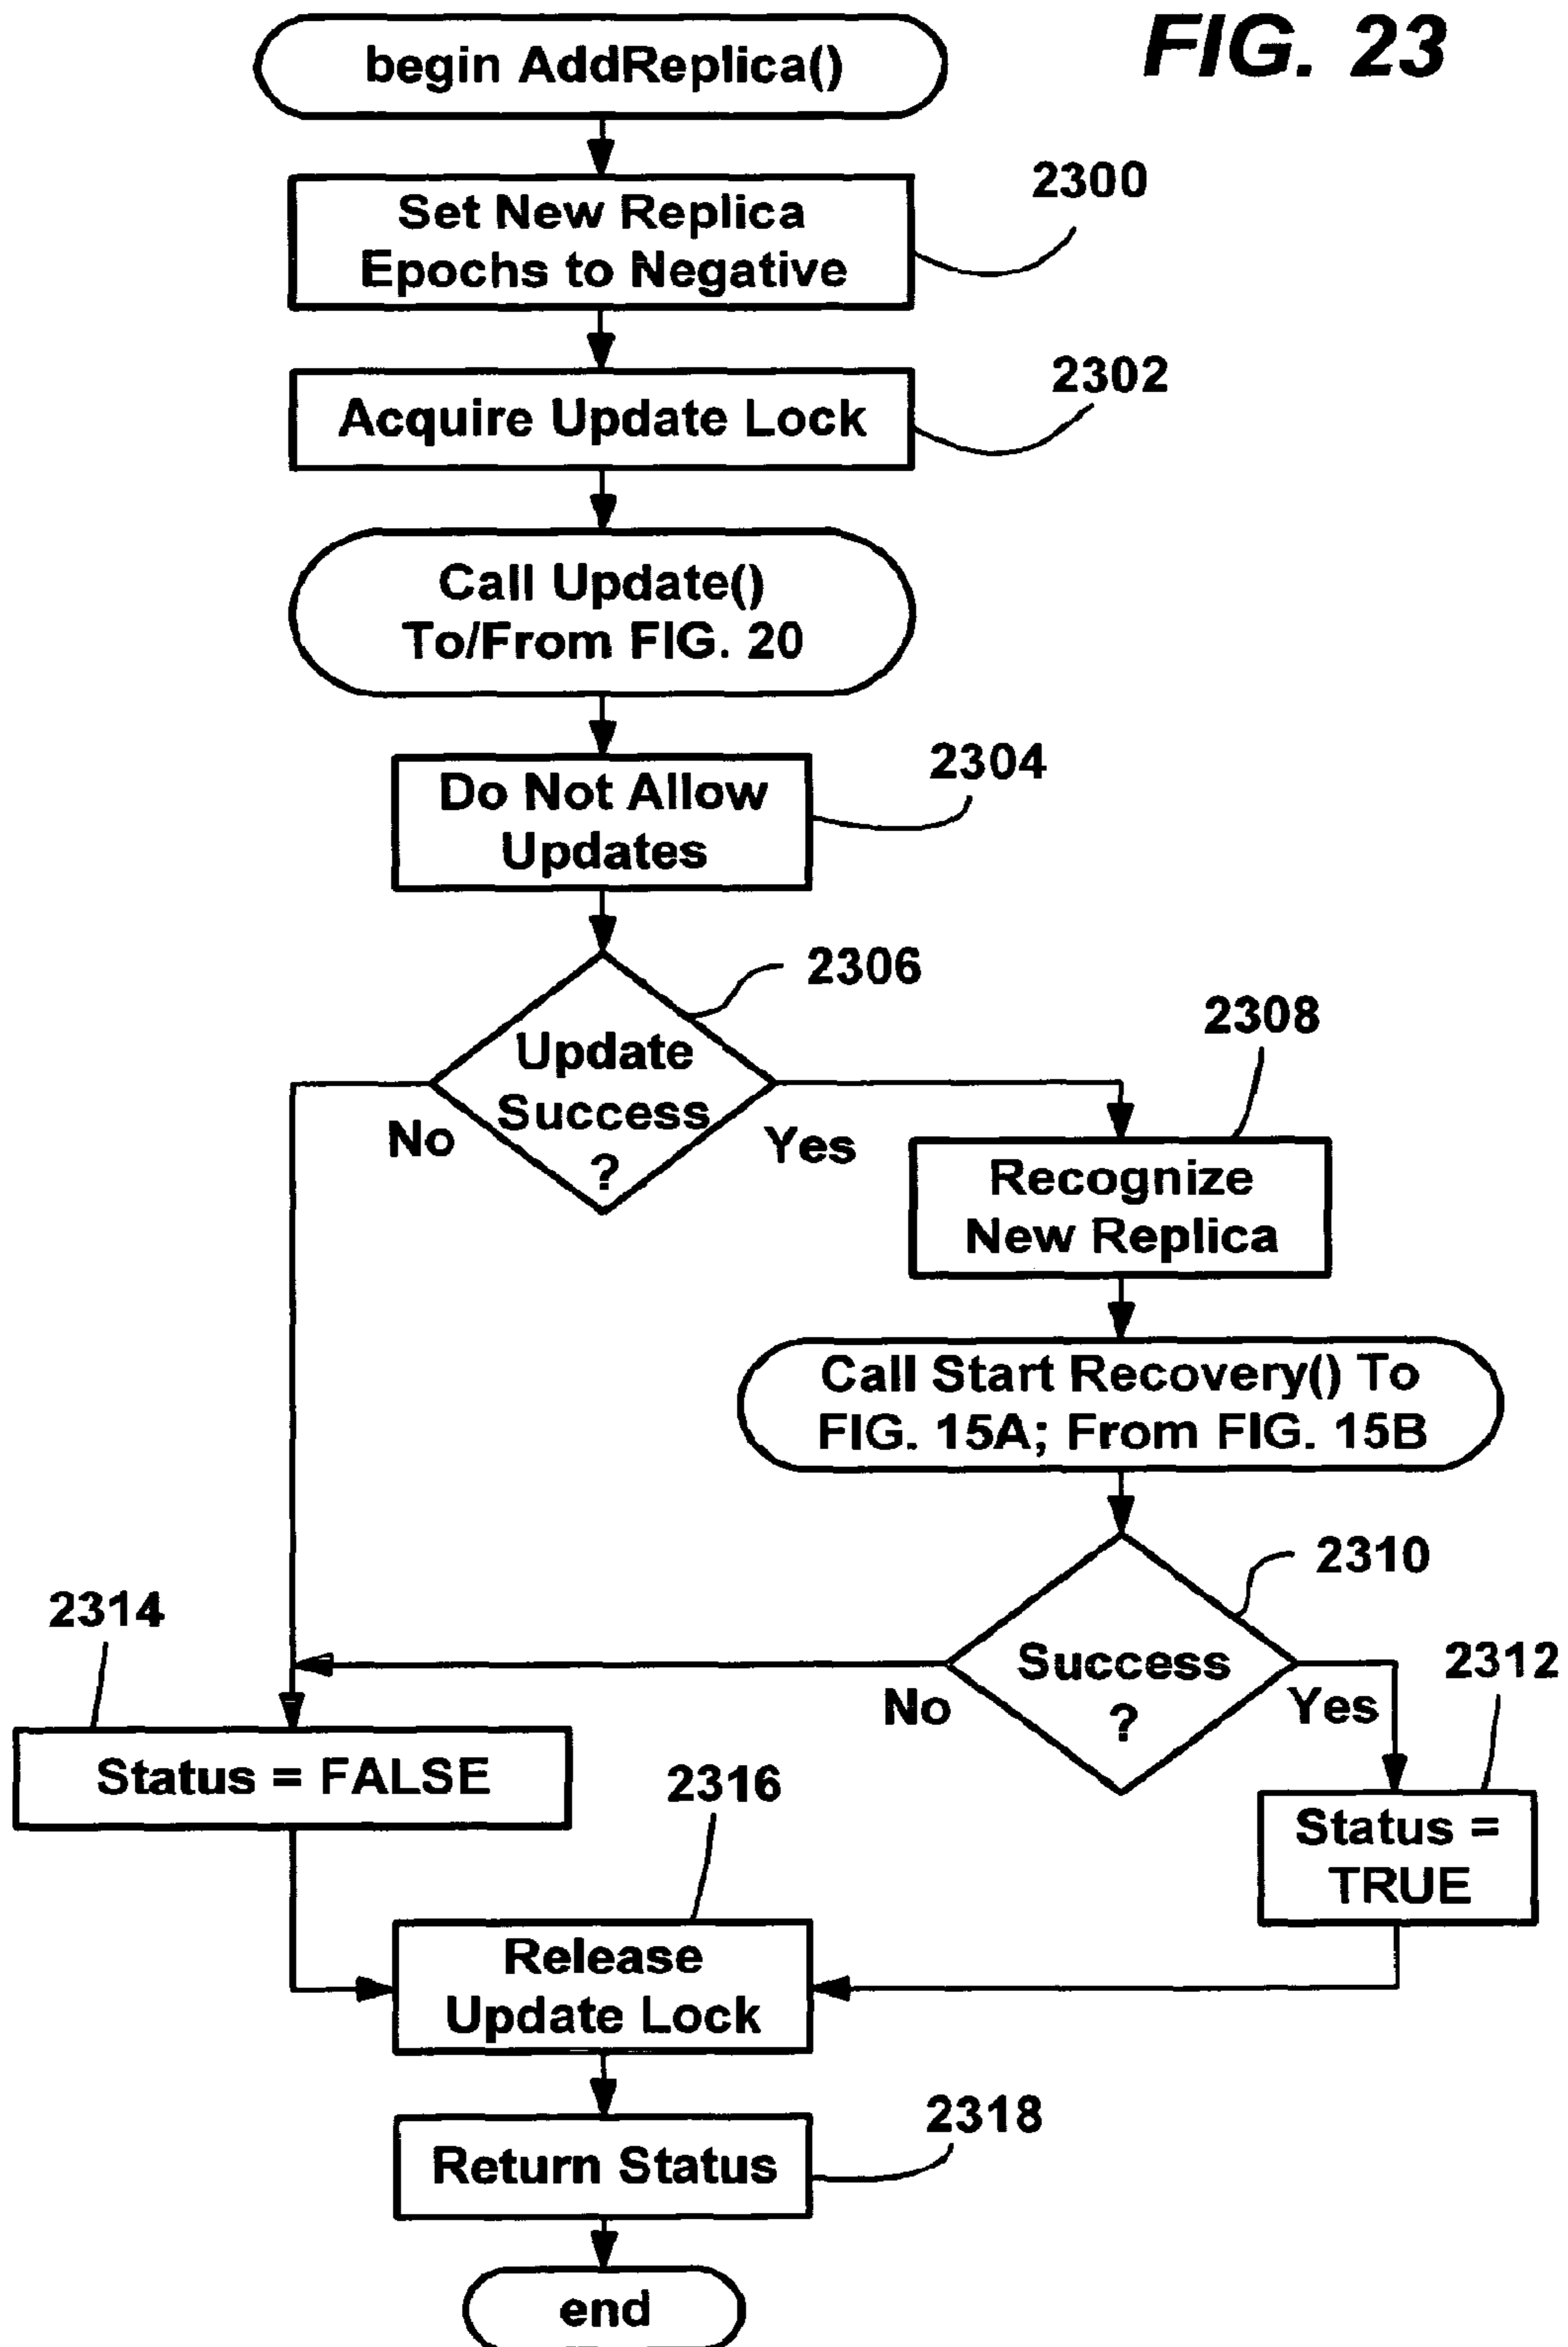 FIG. 23
begin AddReplica()
2300
Set New Replica
Epochs to Negative
2302
Acquire Update Lock
Call Update()
To/From FIG. 20
2304
Do Not Allow
Updates
2306
Update
Success
?
No
Yes
2308
Recognize
New Replica
Call Start Recovery() To
FIG. 15A; From FIG. 15B
2310
Success
?
No
Yes
2314
Status = FALSE
2312
Status =
TRUE
2316
Release
Update Lock
2318
Return Status
end